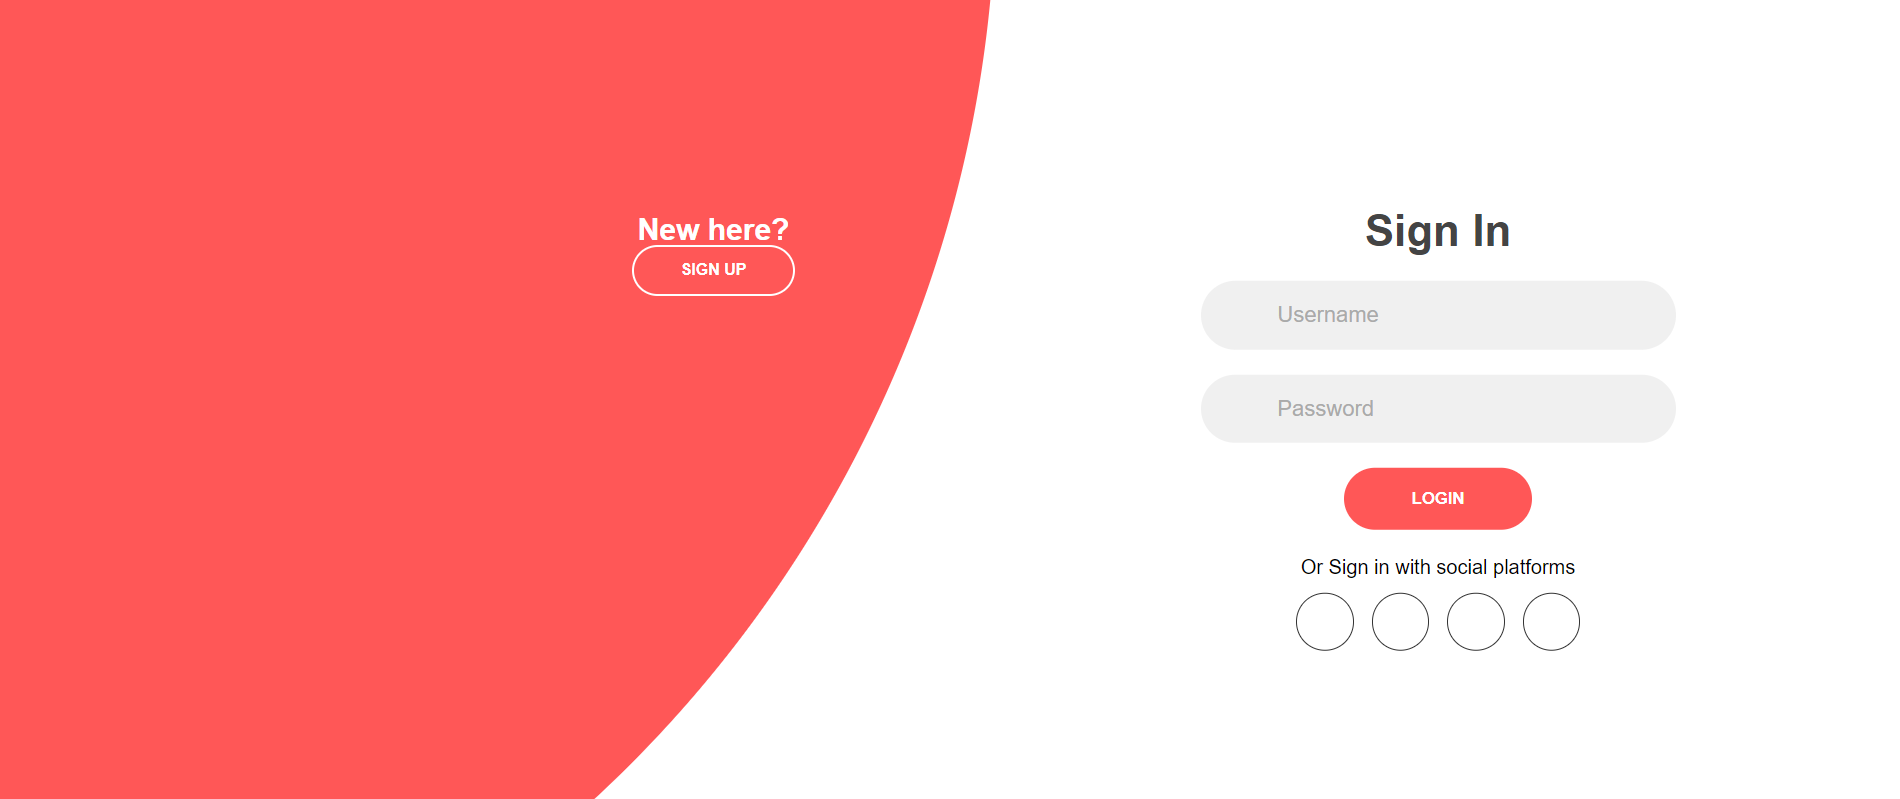 New here?
SIGN UP
Sign In
Username
Password
LOGIN
Or Sign in with social platforms